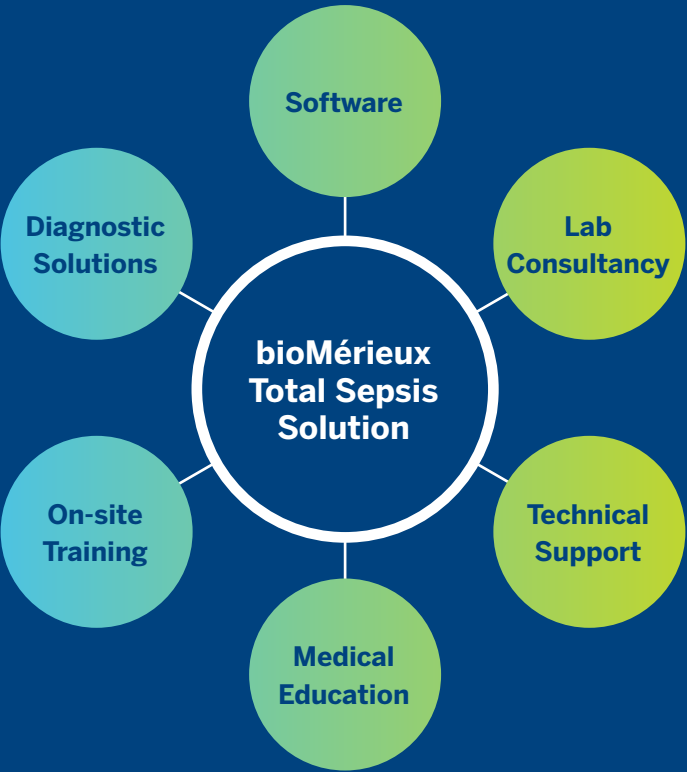 Software
Diagnostic
Solutions
Lab
Consultancy
bioMérieux
Total Sepsis
Solution
On-site
Training
Technical
Support
Medical
Education